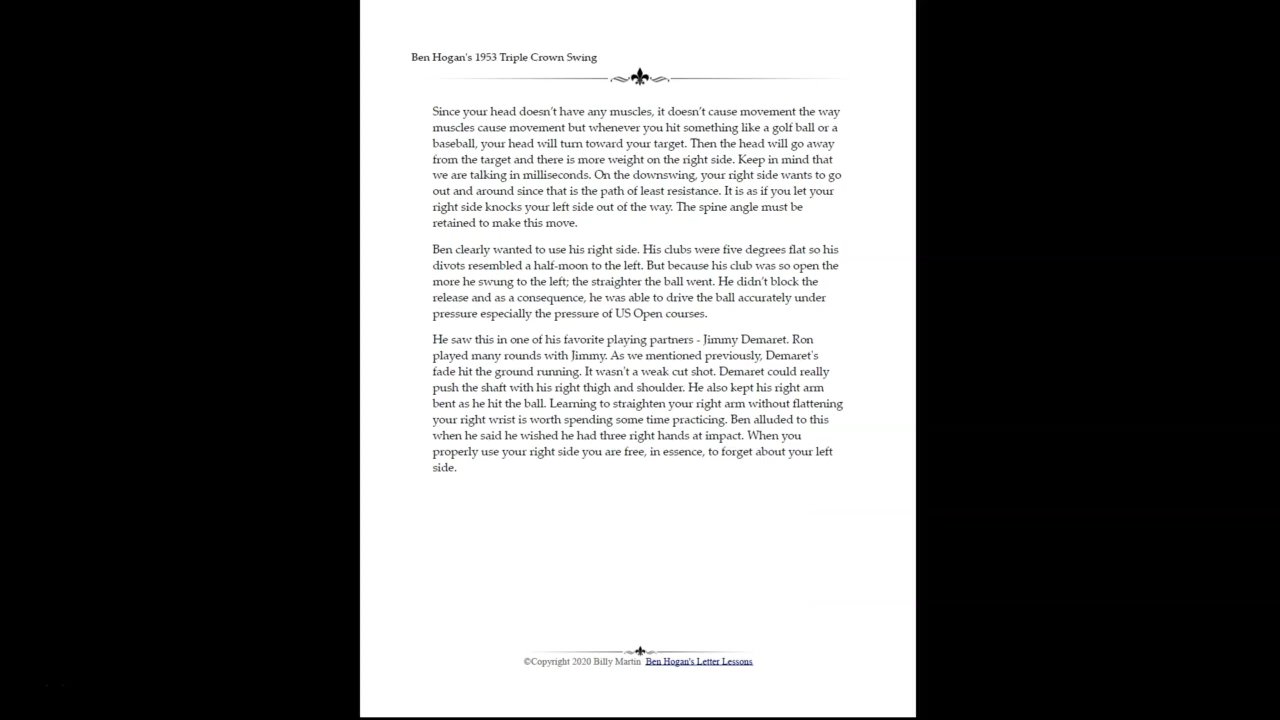 Ben Hogan's 1953 Triple Crown Swing
Since your head doesn't have any muscles, it doesn't cause movement the way
muscles cause movement but whenever you hit something like a golf ball or a
baseball, your head will turn toward your target. Then the head will go away
from the target and there is more weight on the right side. Keep in mind that
we are talking in milliseconds. On the downswing, your right side wants to go
out and around since that is the path of least resistance. It is as if you let your
right side knocks your left side out of the way. The spine angle must be
retained to make this move.
Ben clearly wanted to use his right side. His clubs were five degrees flat so his
divots resembled a half-moon to the left. But because his club was so open the
more he swung to the left; the straighter the ball went. He didn't block the
release and as a consequence, he was able to drive the ball accurately under
pressure especially the pressure of US Open courses.
He saw this in one of his favorite playing partners - Jimmy Demaret. Ron
played many rounds with Jimmy. As we mentioned previously, Demaret's
fade hit the ground running. It wasn't a weak cut shot. Demaret could really
push the shaft with his right thigh and shoulder. He also kept his right arm
bent as he hit the ball. Learning to straighten your right arm without flattening
your right wrist is worth spending some time practicing. Ben alluded to this
when he said he wished he had three right hands at impact. When you
properly use your right side you are free, in essence, to forget about your left
side.
©Copyright 2020 Billy Martin Ben Hogan's Letter Lessons